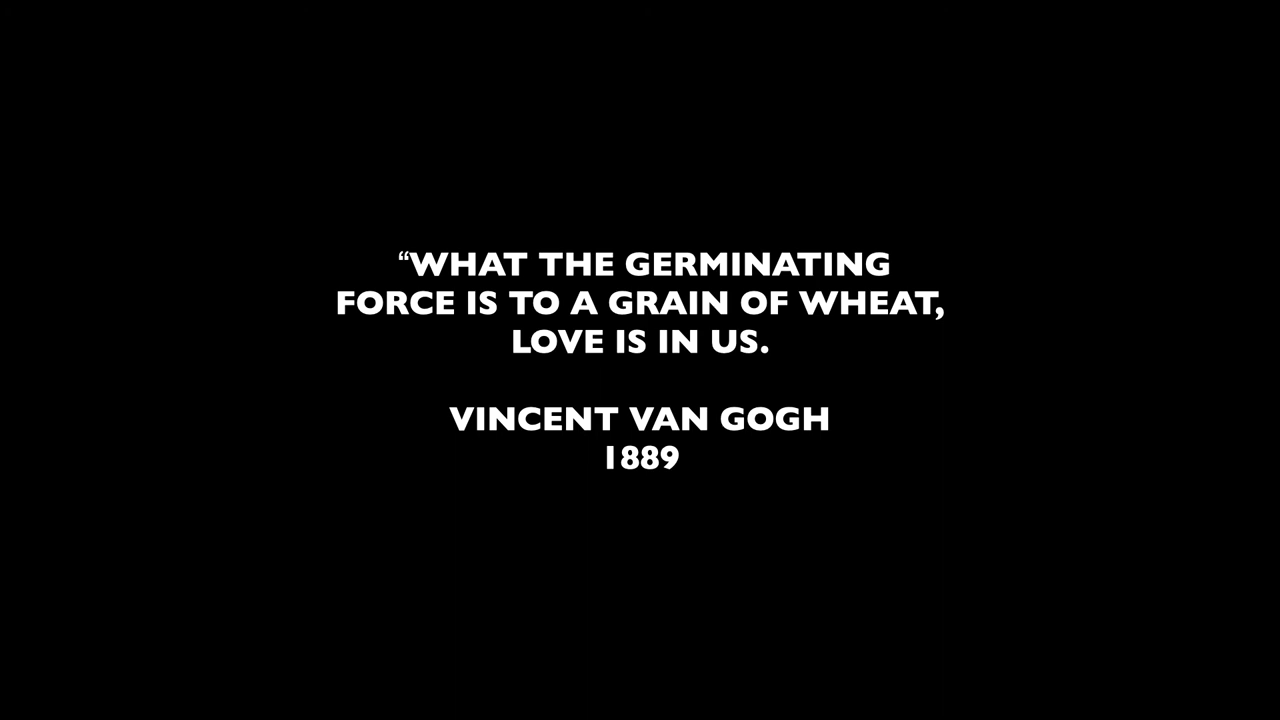 “WHAT THE GERMINATING
FORCE IS TO A GRAIN OF WHEAT,
LOVE IS IN US.
VINCENT VAN GOGH
1889